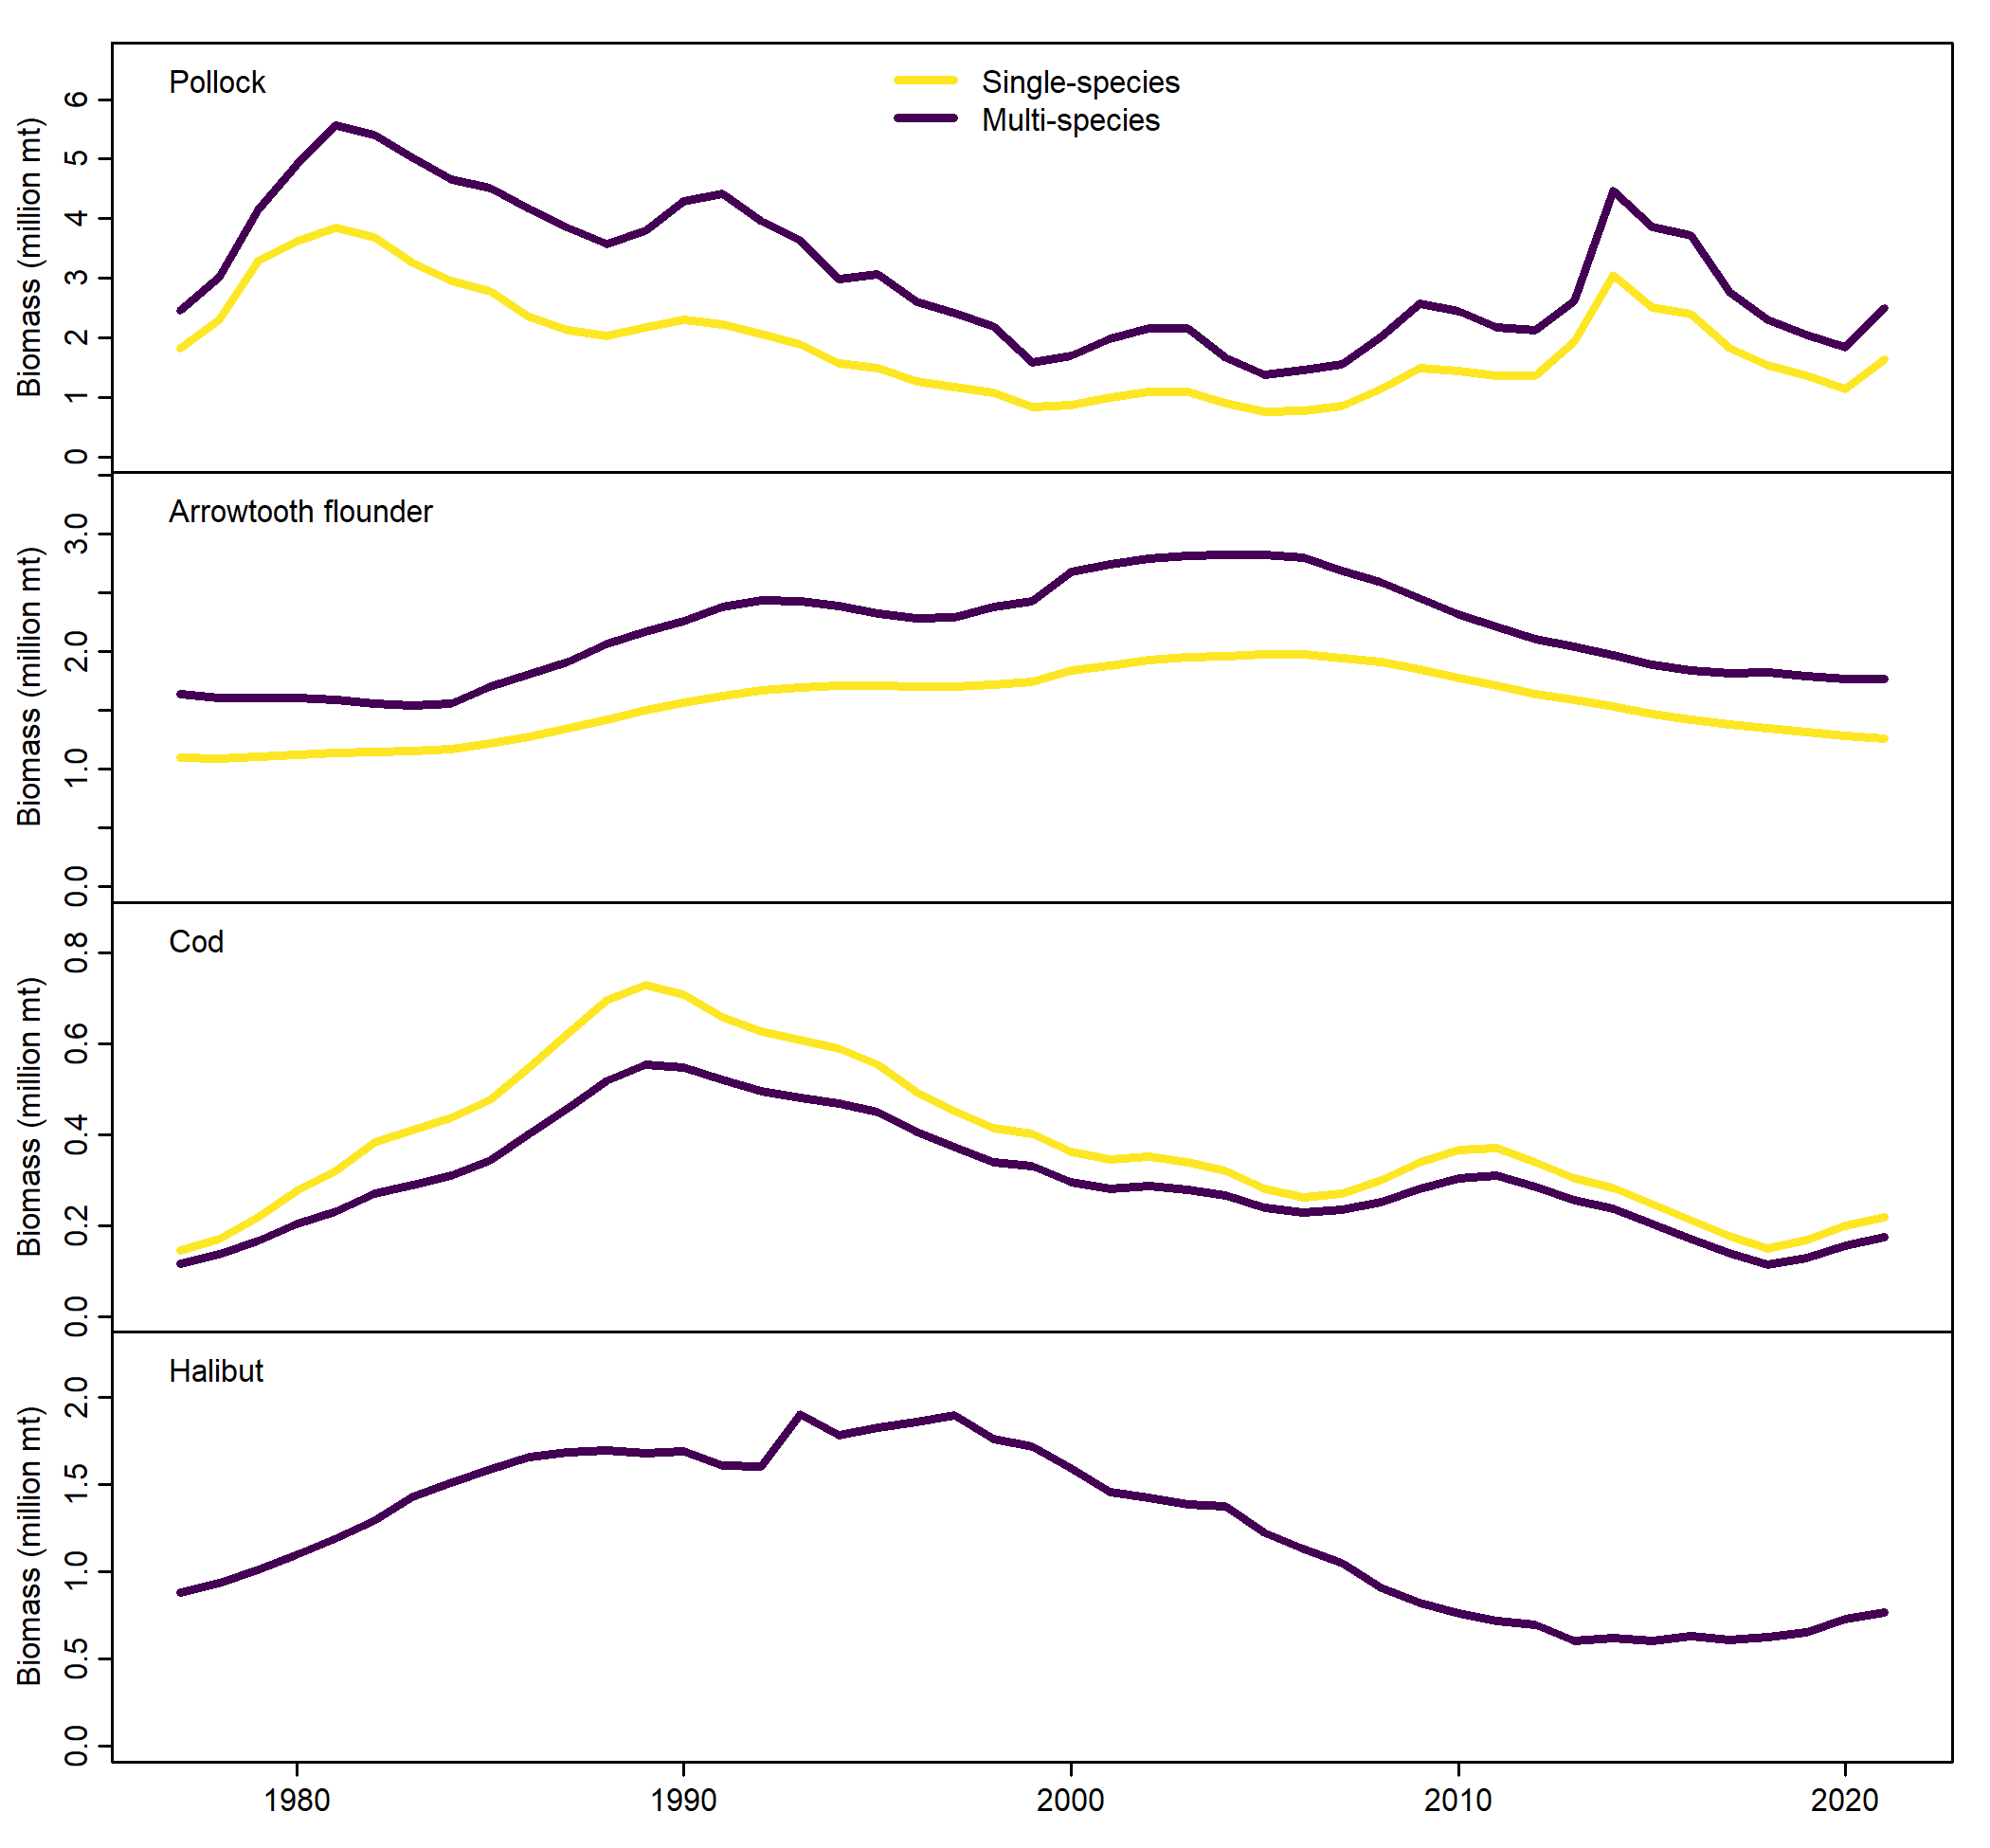 Pollock
Single-species
Multi-species
Biomass (million mt)
6
5
4
3
2
1
0
Arrowtooth flounder
Biomass (million mt)
3.0
2.0
1.0
0.0
Cod
Biomass (million mt)
0.8
0.6
0.4
0.2
0.0
Halibut
Biomass (million mt)
2.0
1.5
1.0
0.5
0.0
1980 1990 2000 2010 2020